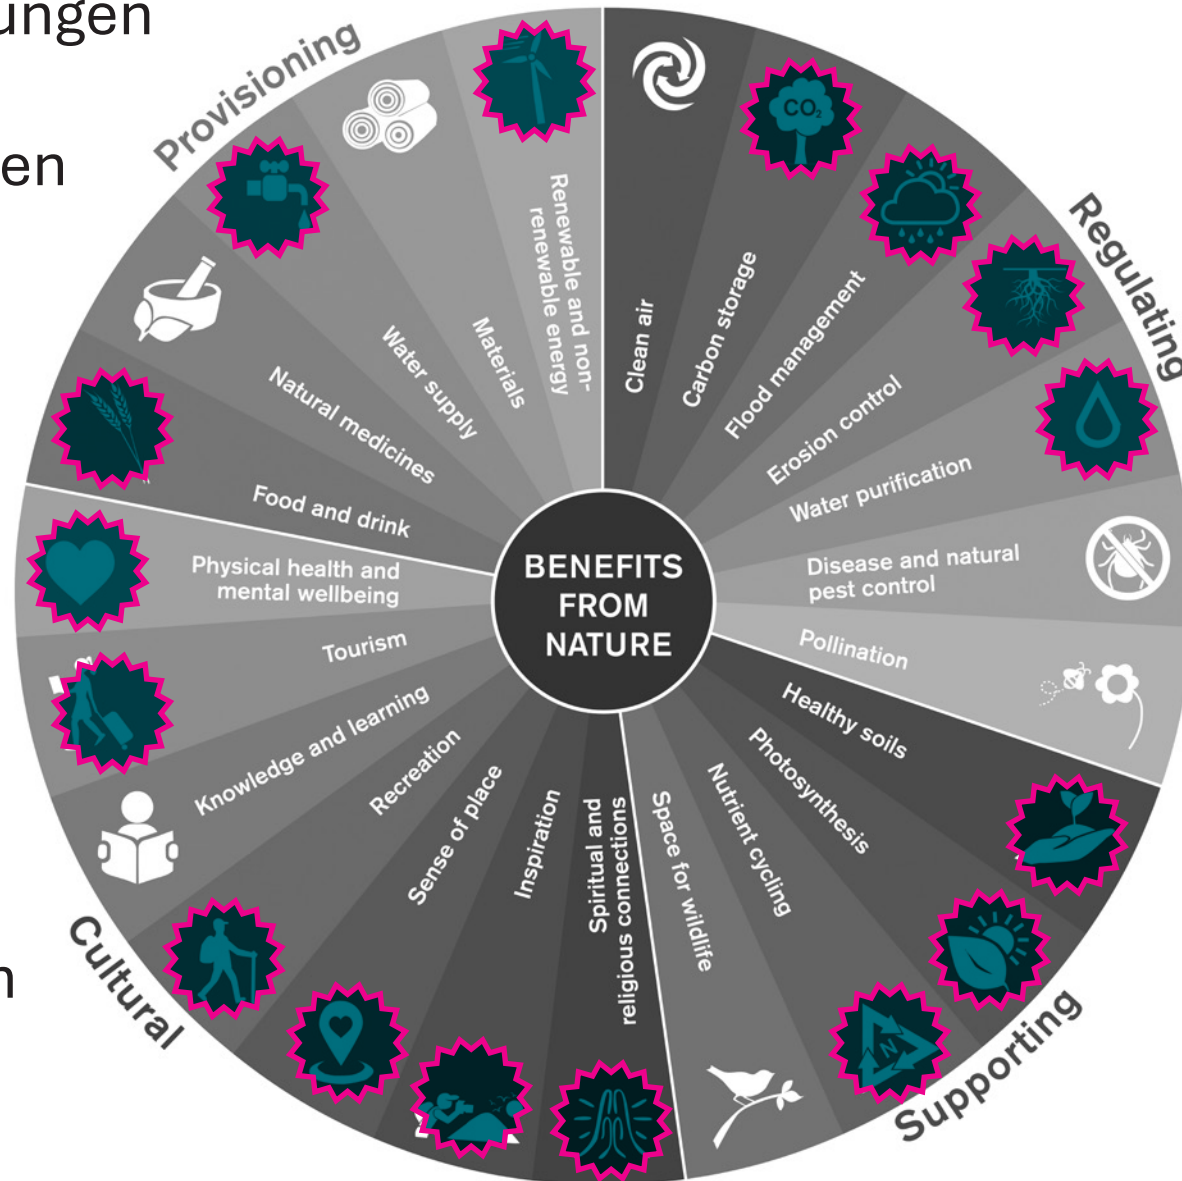 ungen
en
n
Provisioning
Regulating
Supporting
Cultural
BENEFITS
FROM
NATURE
Clean air
CO₂
Carbon storage
Flood management
Erosion control
Water purification
Disease and natural
pest control
Pollination
Healthy soils
Photosynthesis
N
Nutrient cycling
Space for wildlife
Spiritual and
religious connections
Inspiration
Sense of place
Recreation
Knowledge and learning
Tourism
Physical health and
mental wellbeing
Food and drink
Natural medicines
Water supply
Materials
Renewable and non-
renewable energy